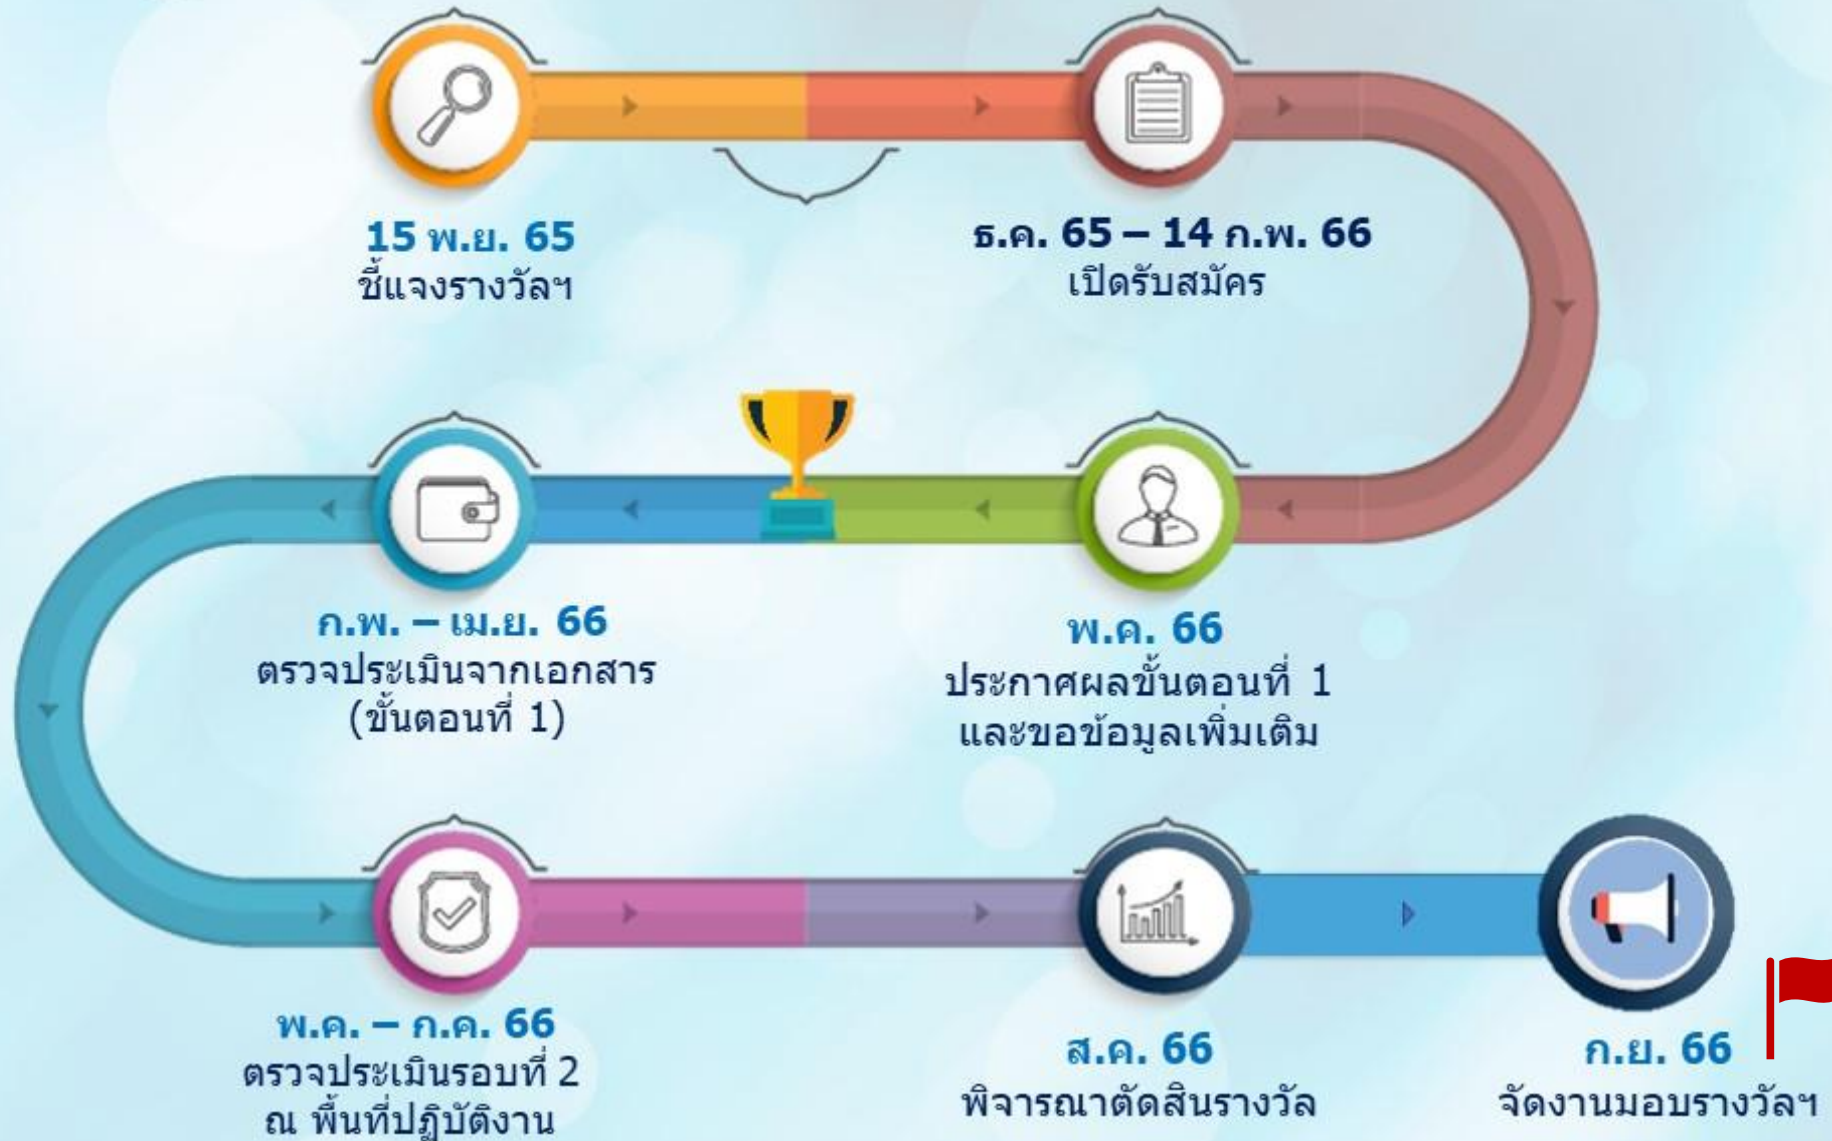 15 พ.ย. 65
ชี้แจงรางวัลฯ
ธ.ค. 65 – 14 ก.พ. 66
เปิดรับสมัคร
ก.พ. – เม.ย. 66
ตรวจประเมินจากเอกสาร
(ขั้นตอนที่ 1)
พ.ค. 66
ประกาศผลขั้นตอนที่ 1
และขอข้อมูลเพิ่มเติม
พ.ค. – ก.ค. 66
ตรวจประเมินรอบที่ 2
ณ พื้นที่ปฏิบัติงาน
ส.ค. 66
พิจารณาตัดสินรางวัล
ก.ย. 66
จัดงานมอบรางวัลฯ